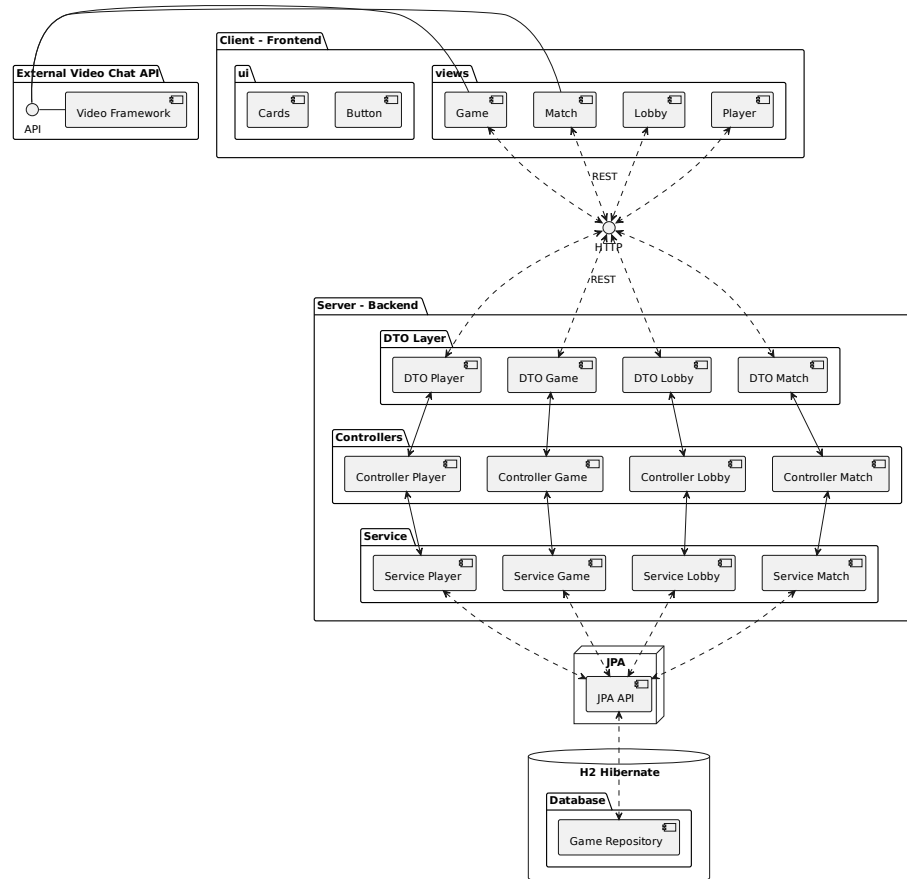 Client - Frontend
External Video Chat API
ui
views
Video Framework
Cards
Button
Game
Match
Lobby
Player
API
REST
HTTP
REST
Server - Backend
DTO Layer
DTO Player
DTO Game
DTO Lobby
DTO Match
Controllers
Controller Player
Controller Game
Controller Lobby
Controller Match
Service
Service Player
Service Game
Service Lobby
Service Match
JPA
JPA API
H2 Hibernate
Database
Game Repository